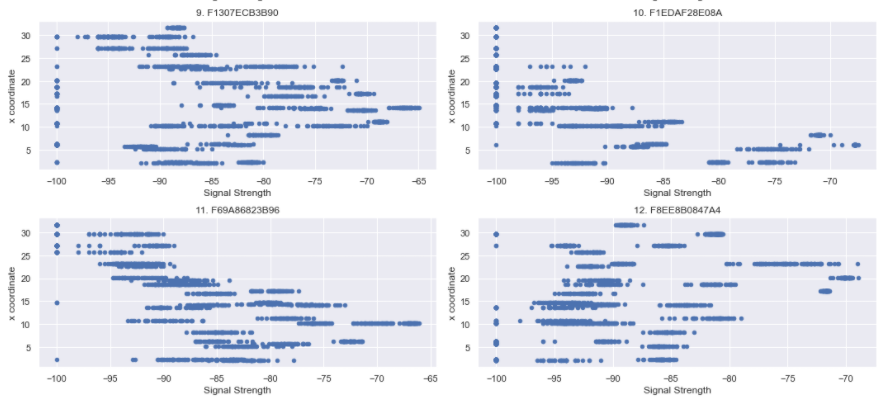 9. F1307ECB3B90
x coordinate
30
25
20
15
10
5
−100 −95 −90 −85 −80 −75 −70 −65
Signal Strength
10. F1EDAF28E08A
x coordinate
30
25
20
15
10
5
−100 −95 −90 −85 −80 −75 −70
Signal Strength
11. F69A86823B96
x coordinate
30
25
20
15
10
5
−100 −95 −90 −85 −80 −75 −70 −65
Signal Strength
12. F8EE8B0847A4
x coordinate
30
25
20
15
10
5
−100 −95 −90 −85 −80 −75 −70
Signal Strength